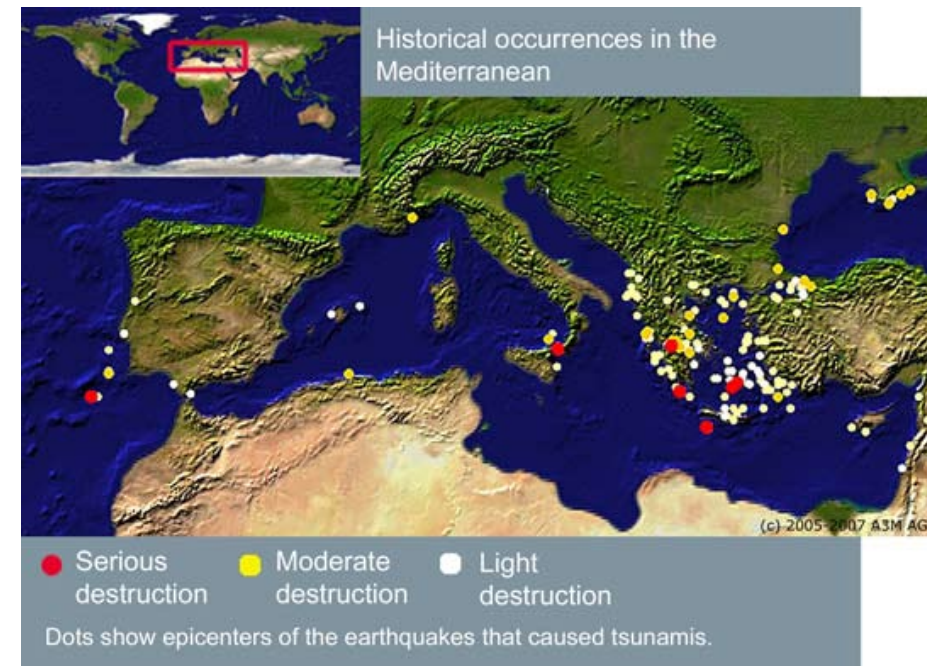 Historical occurrences in the
Mediterranean
(c) 2005-2007 A3M AG
Serious
destruction
Moderate
destruction
Light
destruction
Dots show epicenters of the earthquakes that caused tsunamis.